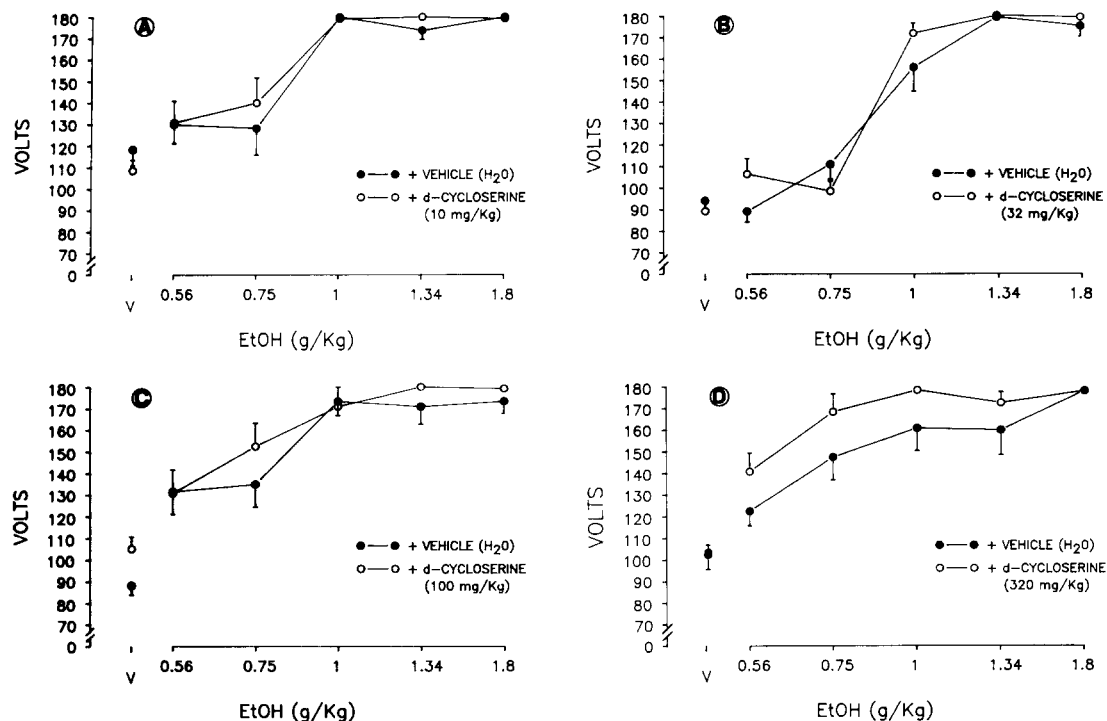 A
VOLTS
180
170
160
150
140
130
120
110
100
90
80
70
0
V
0.56
0.75
1
1.34
1.8
EtOH (g/Kg)
+ VEHICLE (H20)
+ d-CYCLOSERINE
(10 mg/Kg)
B
VOLTS
180
170
160
150
140
130
120
110
100
90
80
70
0
V
0.56
0.75
1
1.34
1.8
EtOH (g/Kg)
+ VEHICLE (H20)
+ d-CYCLOSERINE
(32 mg/Kg)
C
VOLTS
180
170
160
150
140
130
120
110
100
90
80
70
0
V
0.56
0.75
1
1.34
1.8
EtOH (g/Kg)
+ VEHICLE (H20)
+ d-CYCLOSERINE
(100 mg/Kg)
D
VOLTS
180
170
160
150
140
130
120
110
100
90
80
70
0
V
0.56
0.75
1
1.34
1.8
EtOH (g/Kg)
+ VEHICLE (H20)
+ d-CYCLOSERINE
(320 mg/Kg)